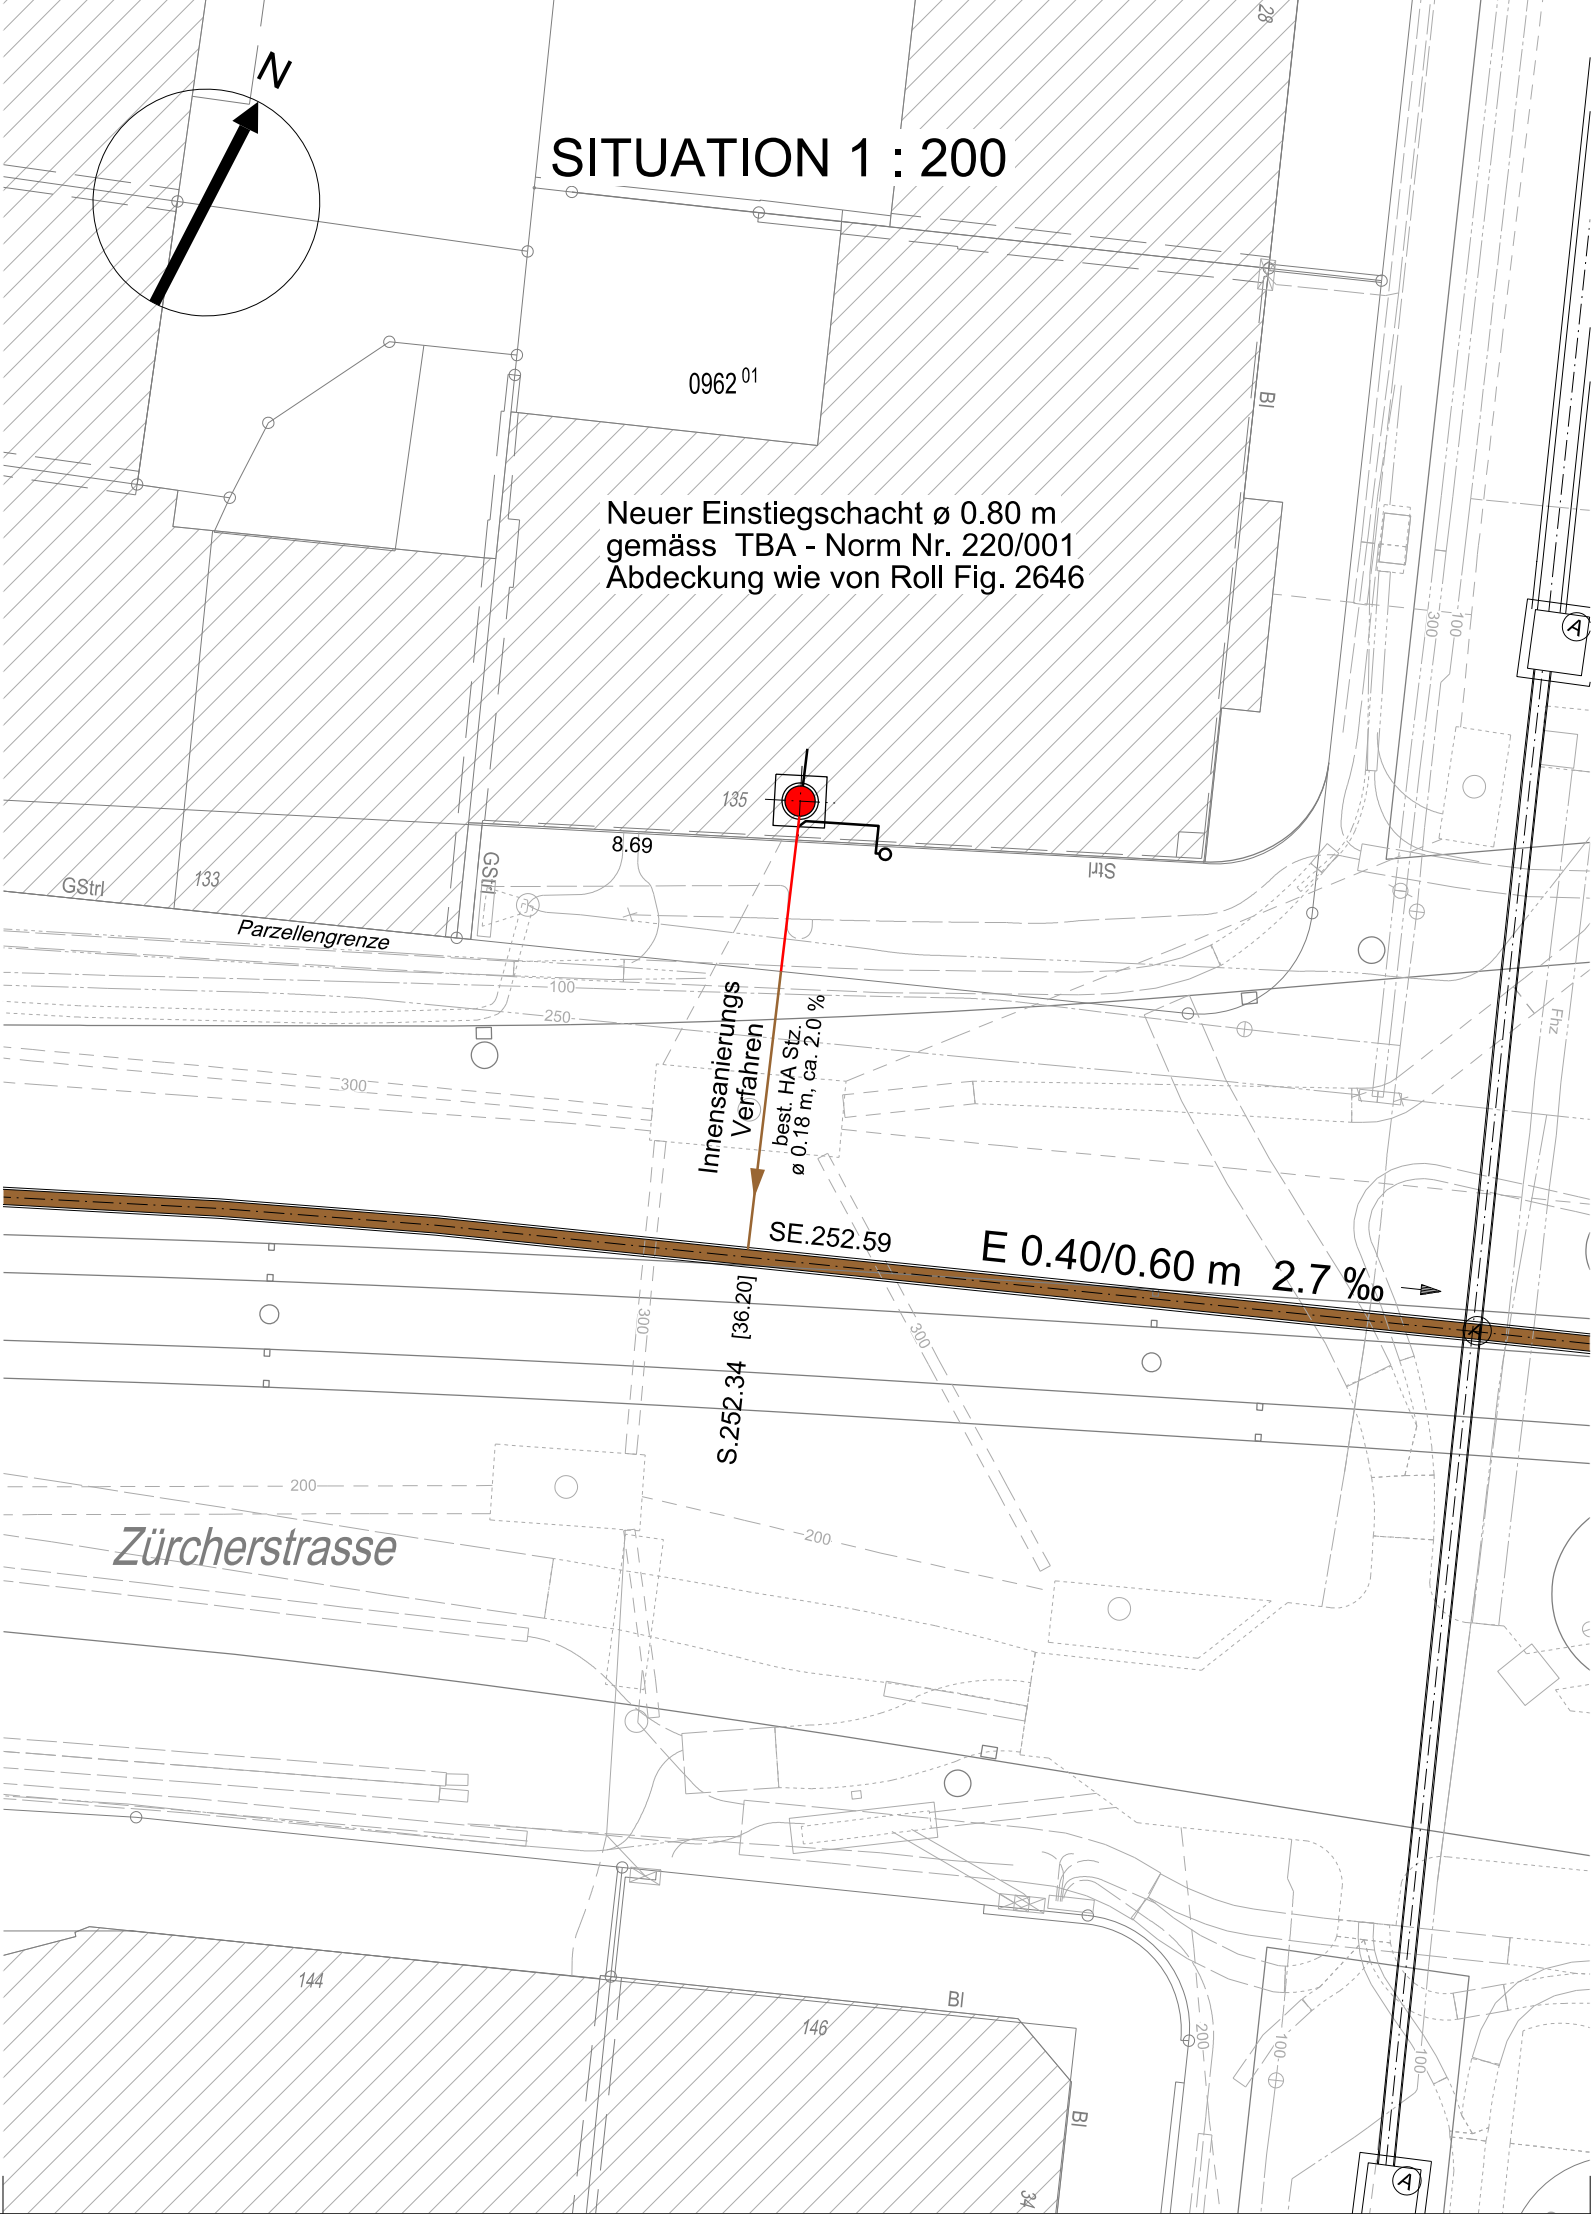 28
N
SITUATION 1 : 200
0962 01
Bl
Neuer Einstiegschacht ø 0.80 m
gemäss TBA - Norm Nr. 220/001
Abdeckung wie von Roll Fig. 2646
300
100
A
135
8.69
Strl
GStrl
133
GStrl
Parzellengrenze
100
250
300
Fhz
Innensanierungs
Verfahren
best. HA Stz.
ø 0.18 m, ca. 2.0 %
SE.252.59
E 0.40/0.60 m 2.7 ‰
A
300
[36.20]
S.252.34
300
200
200
Zürcherstrasse
144
146
Bl
Bl
34
200
100
100
A